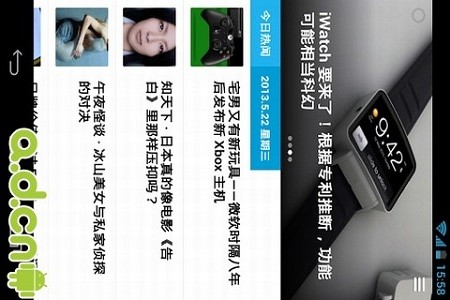 15:58
9:42
iWatch 要来了！根据专利推断，功能
可能相当科幻
今日热闻 2013.5.22 星期三
宅男又有新玩具——微软时隔八年
后发布新 Xbox 主机
知天下·日本真的像电影《告
白》里那样压抑吗？
午夜怪谈·冰山美女与私家侦探
的对决
a.d.cn